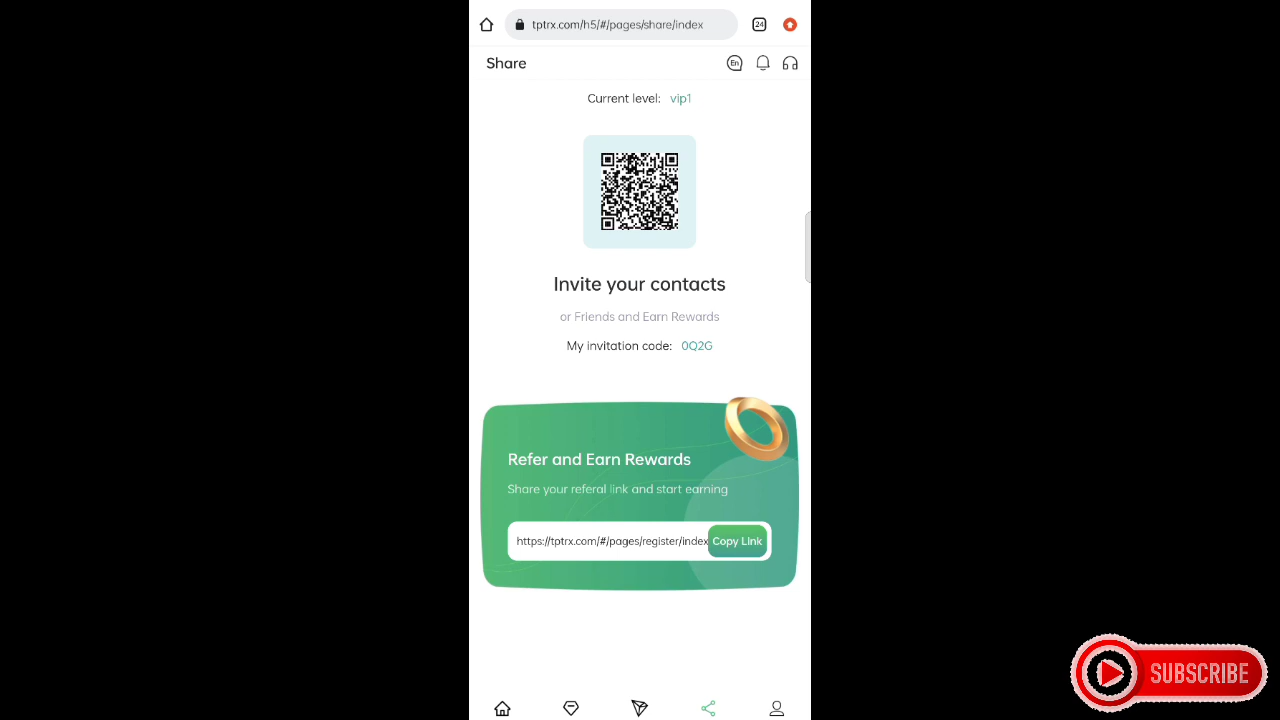 tptrx.com/h5/#/pages/share/index
24
Share
En
Current level: vip1
Invite your contacts
or Friends and Earn Rewards
My invitation code: 0Q2G
Refer and Earn Rewards
Share your referal link and start earning
https://tptrx.com/#/pages/register/index
Copy Link
SUBSCRIBE